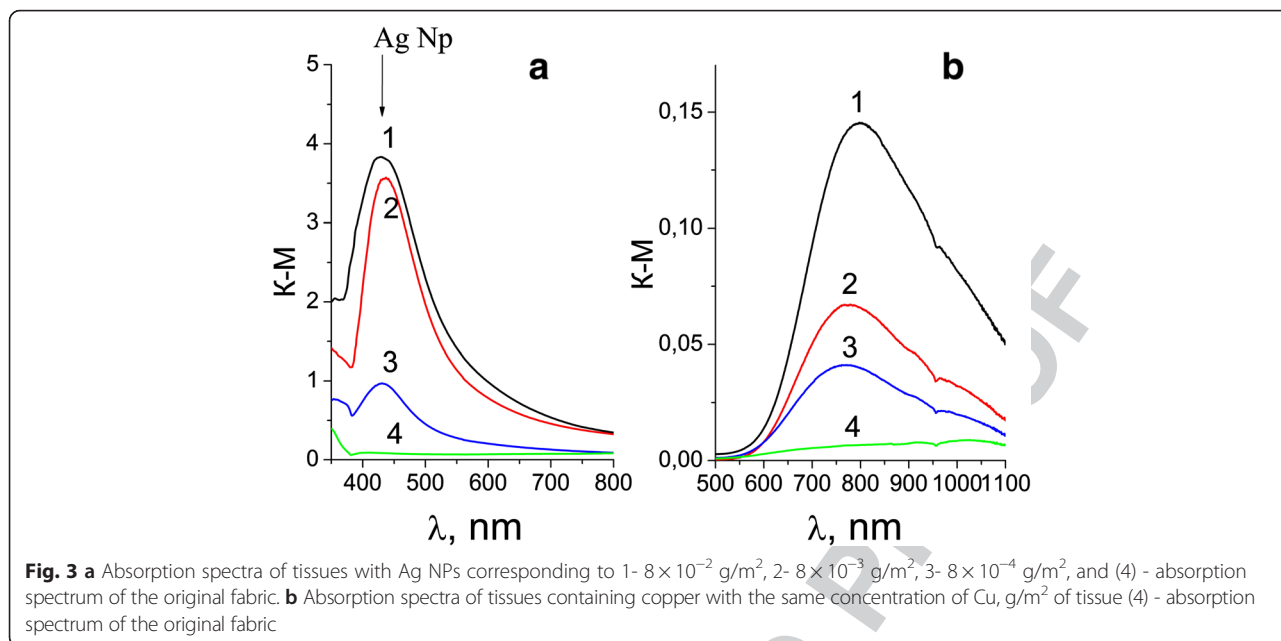 Ag Np
a
b
5
4
3
2
1
0
K-M
1
2
3
4
400 500 600 700 800
λ, nm
0,15
0,10
0,05
0,00
K-M
1
2
3
4
500 600 700 800 900 1000 1100
λ, nm
Fig. 3 a Absorption spectra of tissues with Ag NPs corresponding to 1- 8 × 10⁻² g/m², 2- 8 × 10⁻³ g/m², 3- 8 × 10⁻⁴ g/m², and (4) - absorption
spectrum of the original fabric. b Absorption spectra of tissues containing copper with the same concentration of Cu, g/m² of tissue (4) - absorption
spectrum of the original fabric